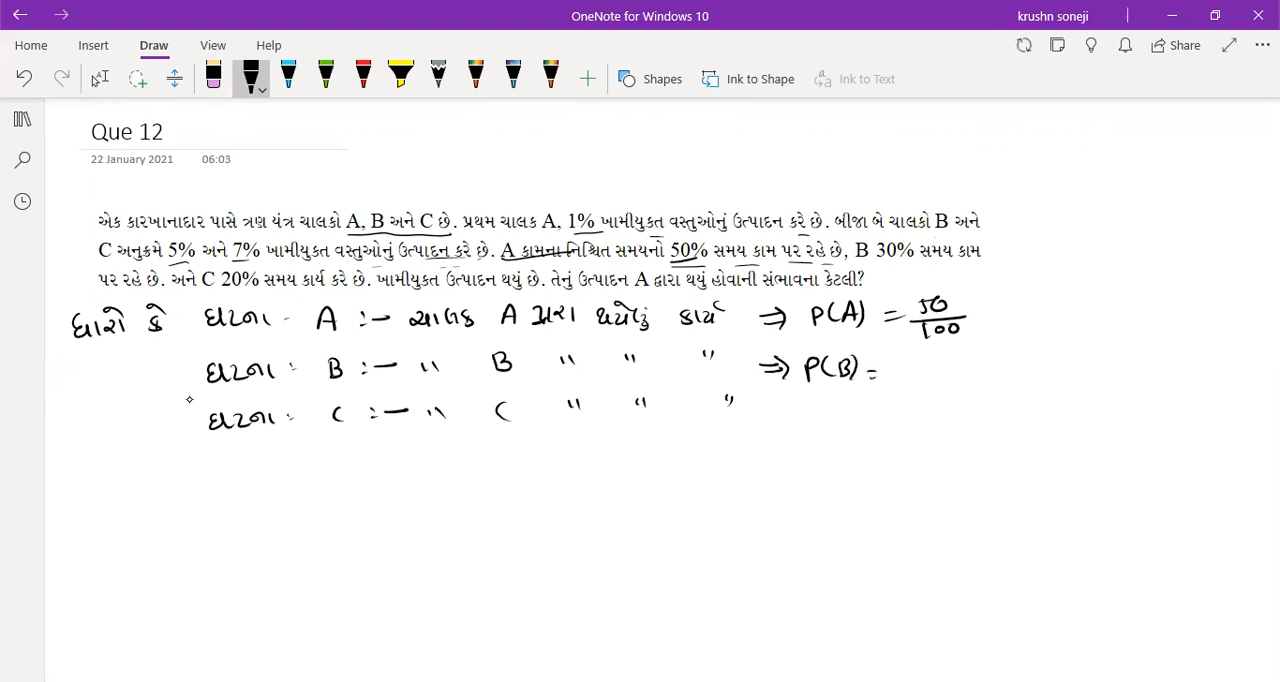 OneNote for Windows 10
krushn soneji
Home Insert Draw View Help
Share
Shapes Ink to Shape Ink to Text
Que 12
22 January 2021 06:03
એક કારખાનાદાર પાસે ત્રણ યંત્ર ચાલકો A, B અને C છે. પ્રથમ ચાલક A, 1% ખામીયુક્ત વસ્તુઓનું ઉત્પાદન કરે છે. બીજા બે ચાલકો B અને
C અનુક્રમે 5% અને 7% ખામીયુક્ત વસ્તુઓનું ઉત્પાદન કરે છે. A કામના નિશ્ચિત સમયનો 50% સમય કામ પર રહે છે, B 30% સમય કામ
પર રહે છે. અને C 20% સમય કાર્ય કરે છે. ખામીયુક્ત ઉત્પાદન થયું છે. તેનું ઉત્પાદન A દ્વારા થયું હોવાની સંભાવના કેટલી?
ધારો કે ઘટના - A :- ચાલક A દ્વારા થયેલું કાર્ય ⇒ P(A) = 50/100
ઘટના : B :- " B " " " ⇒ P(B) =
ઘટના : C :- " C " " "